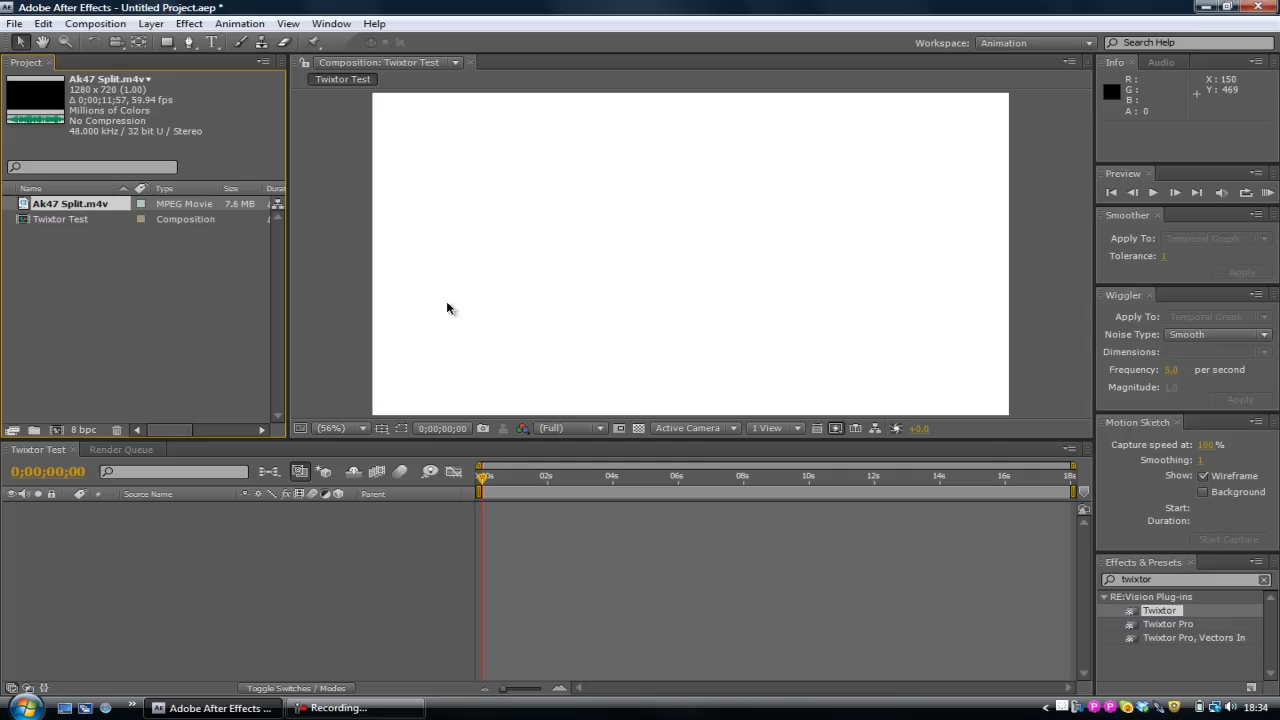 Adobe After Effects - Untitled Project.aep *
File Edit Composition Layer Effect Animation View Window Help
Workspace: Animation Search Help
Project
Ak47 Split.m4v
1280 x 720 (1.00)
Δ 0;00;11;57, 59.94 fps
Millions of Colors
No Compression
48.000 kHz / 32 bit U / Stereo
Name Type Size Durat
Ak47 Split.m4v MPEG Movie 7.6 MB
Twixtor Test Composition
8 bpc
Composition: Twixtor Test
Twixtor Test
(56%) 0;00;00;00 (Full) Active Camera 1 View +0.0
Info Audio
R: X: 150
G: Y: 469
B:
A: 0
Preview
Smoother
Apply To: Temporal Graph
Tolerance: 1
Apply
Wiggler
Apply To: Temporal Graph
Noise Type: Smooth
Dimensions:
Frequency: 5.0 per second
Magnitude: 1.0
Apply
Motion Sketch
Capture speed at: 100 %
Smoothing: 1
Show: Wireframe
Background
Start:
Duration:
Start Capture
Effects & Presets
twixtor
RE:Vision Plug-ins
Twixtor
Twixtor Pro
Twixtor Pro, Vectors In
Twixtor Test Render Queue
0;00;00;00
# Source Name Parent
02s 04s 06s 08s 10s 12s 14s 16s 18s
Toggle Switches / Modes
Adobe After Effects ... Recording... 18:34